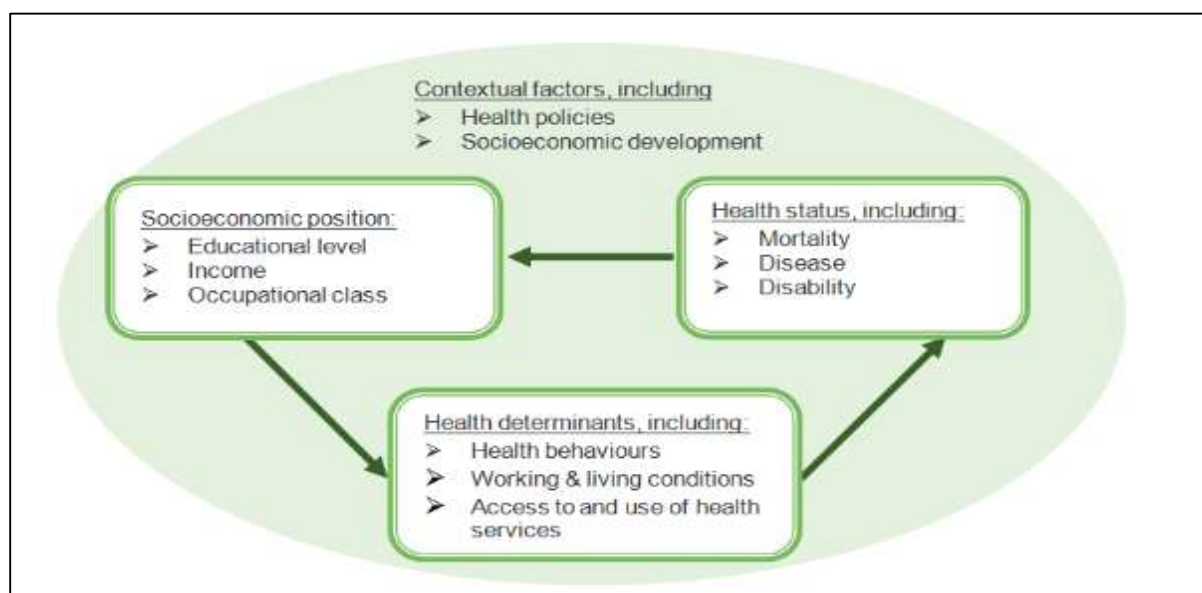 Contextual factors, including
➢ Health policies
➢ Socioeconomic development
Socioeconomic position:
➢ Educational level
➢ Income
➢ Occupational class
Health status, including:
➢ Mortality
➢ Disease
➢ Disability
Health determinants, including:
➢ Health behaviours
➢ Working & living conditions
➢ Access to and use of health
services